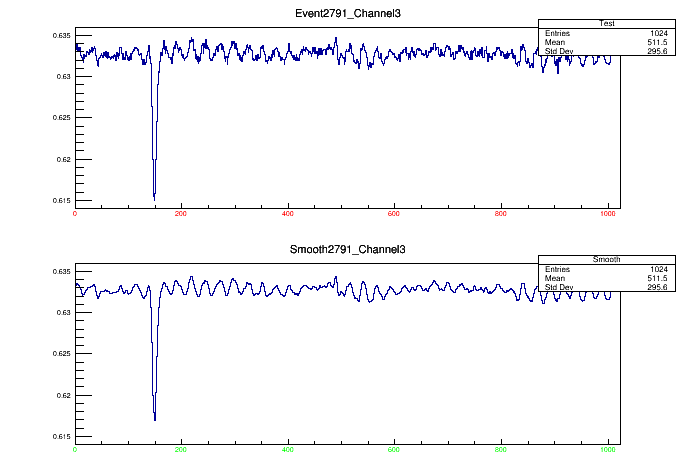 Event2791_Channel3
Test
Entries 1024
Mean 511.5
Std Dev 295.6
0.635
0.63
0.625
0.62
0.615
0 200 400 600 800 1000
Smooth2791_Channel3
Smooth
Entries 1024
Mean 511.5
Std Dev 295.6
0.635
0.63
0.625
0.62
0.615
0 200 400 600 800 1000